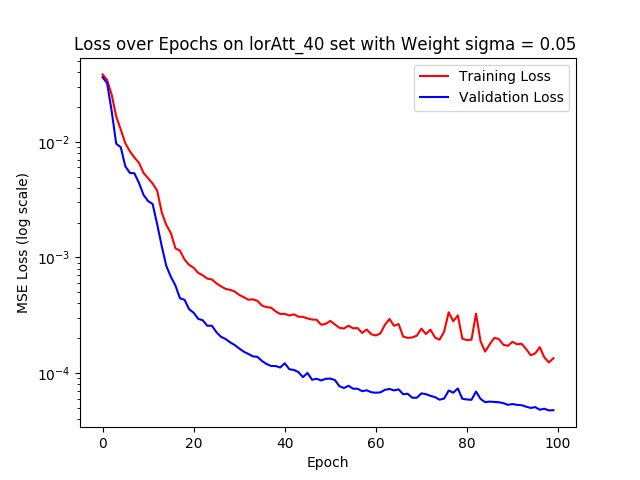 Loss over Epochs on lorAtt_40 set with Weight sigma = 0.05
Training Loss
Validation Loss
MSE Loss (log scale)
10⁻²
10⁻³
10⁻⁴
0 20 40 60 80 100
Epoch